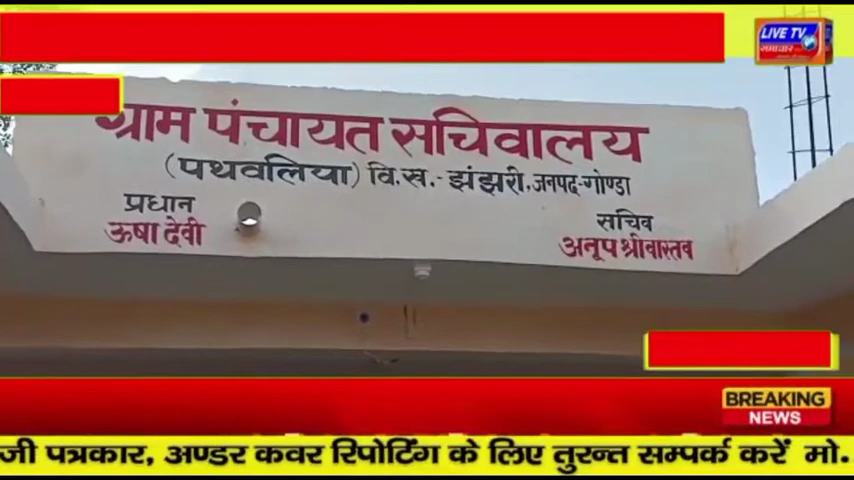 LIVE TV
समाचार
ग्राम पंचायत सचिवालय
(पथवलिया) वि.ख.-झंझरी,जनपद-गोण्डा
प्रधान
ऊषा देवी
सचिव
अनूप श्रीवास्तव
BREAKING
NEWS
जी पत्रकार, अण्डर कवर रिपोर्टिंग के लिए तुरन्त सम्पर्क करें मो.